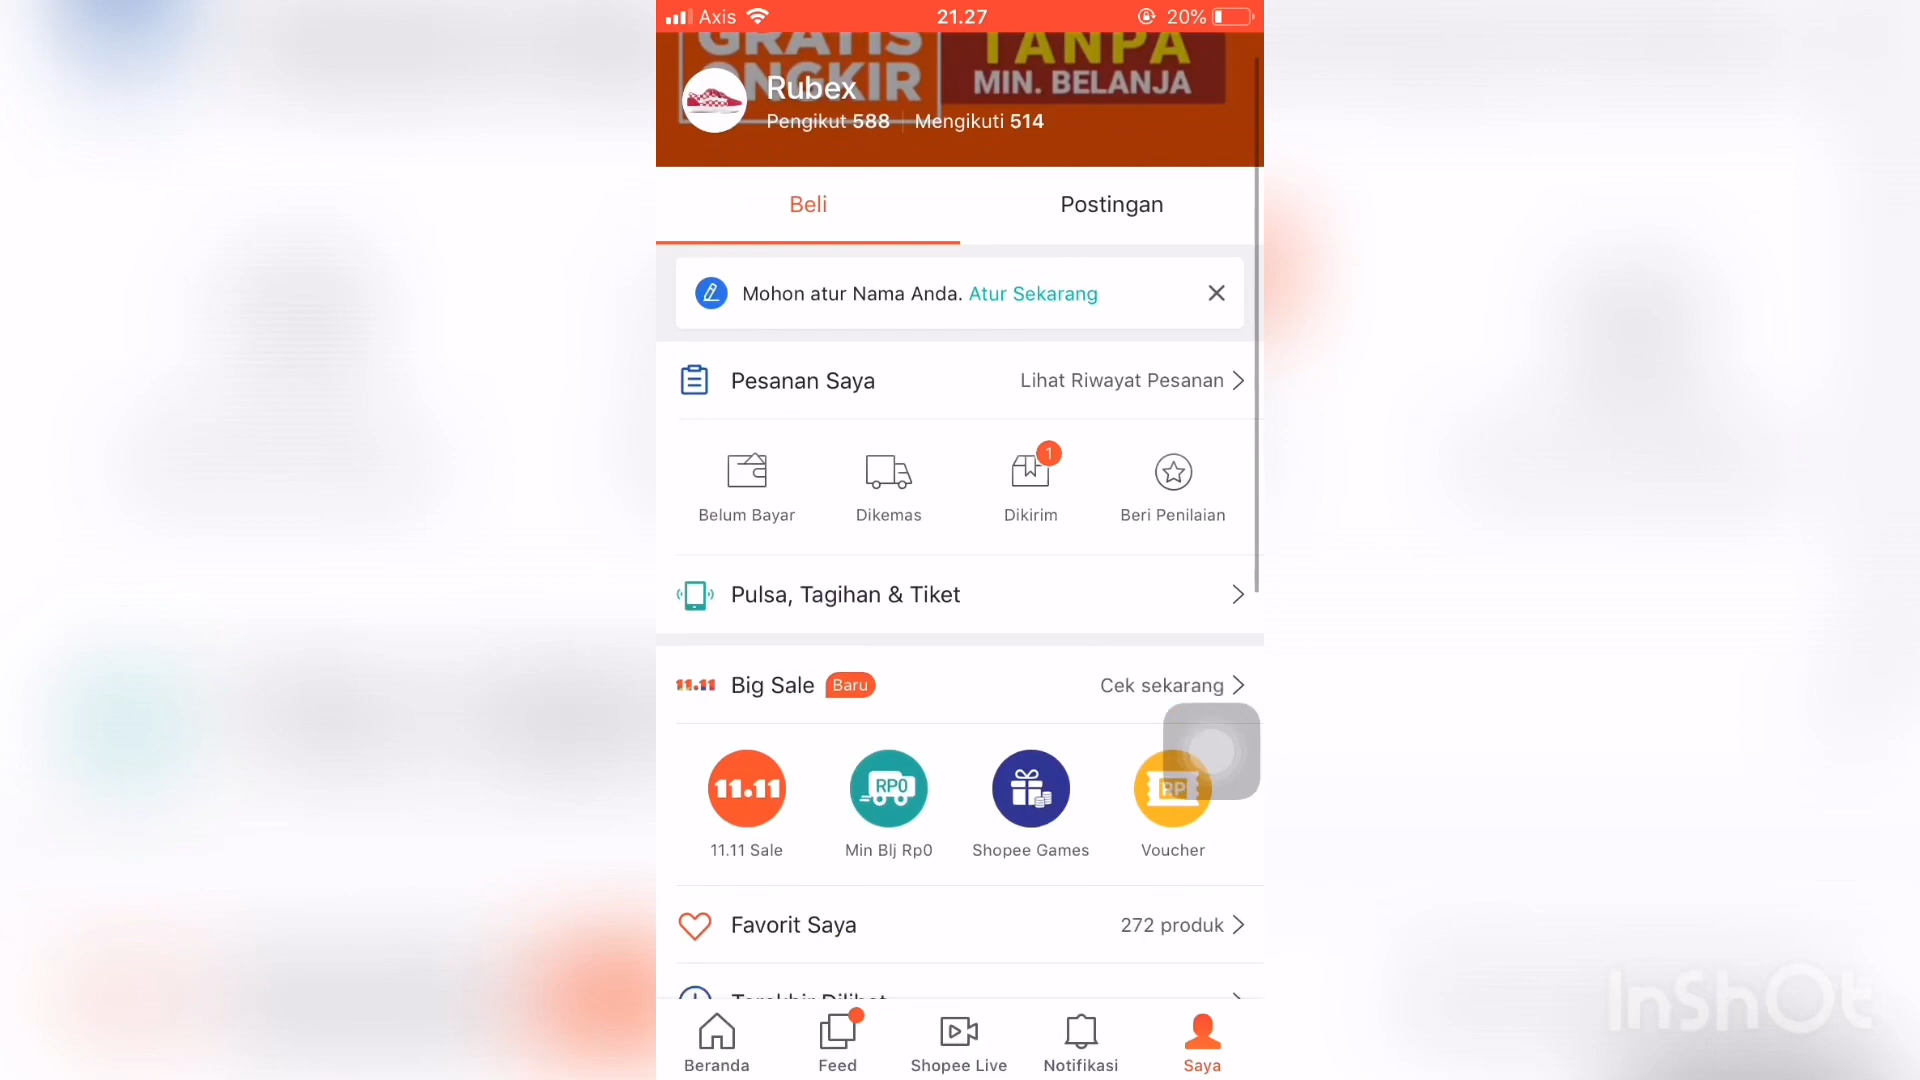 Axis 21.27 20%
GRATIS TANPA
ONGKIR MIN. BELANJA
Rubex
Pengikut 588 Mengikuti 514
Beli Postingan
Mohon atur Nama Anda. Atur Sekarang
Pesanan Saya Lihat Riwayat Pesanan
1
Belum Bayar Dikemas Dikirim Beri Penilaian
Pulsa, Tagihan & Tiket
11.11 Big Sale Baru Cek sekarang
11.11 RP0 RP
11.11 Sale Min Blj Rp0 Shopee Games Voucher
Favorit Saya 272 produk
Terakhir Dilihat
Beranda Feed Shopee Live Notifikasi Saya
InShOt